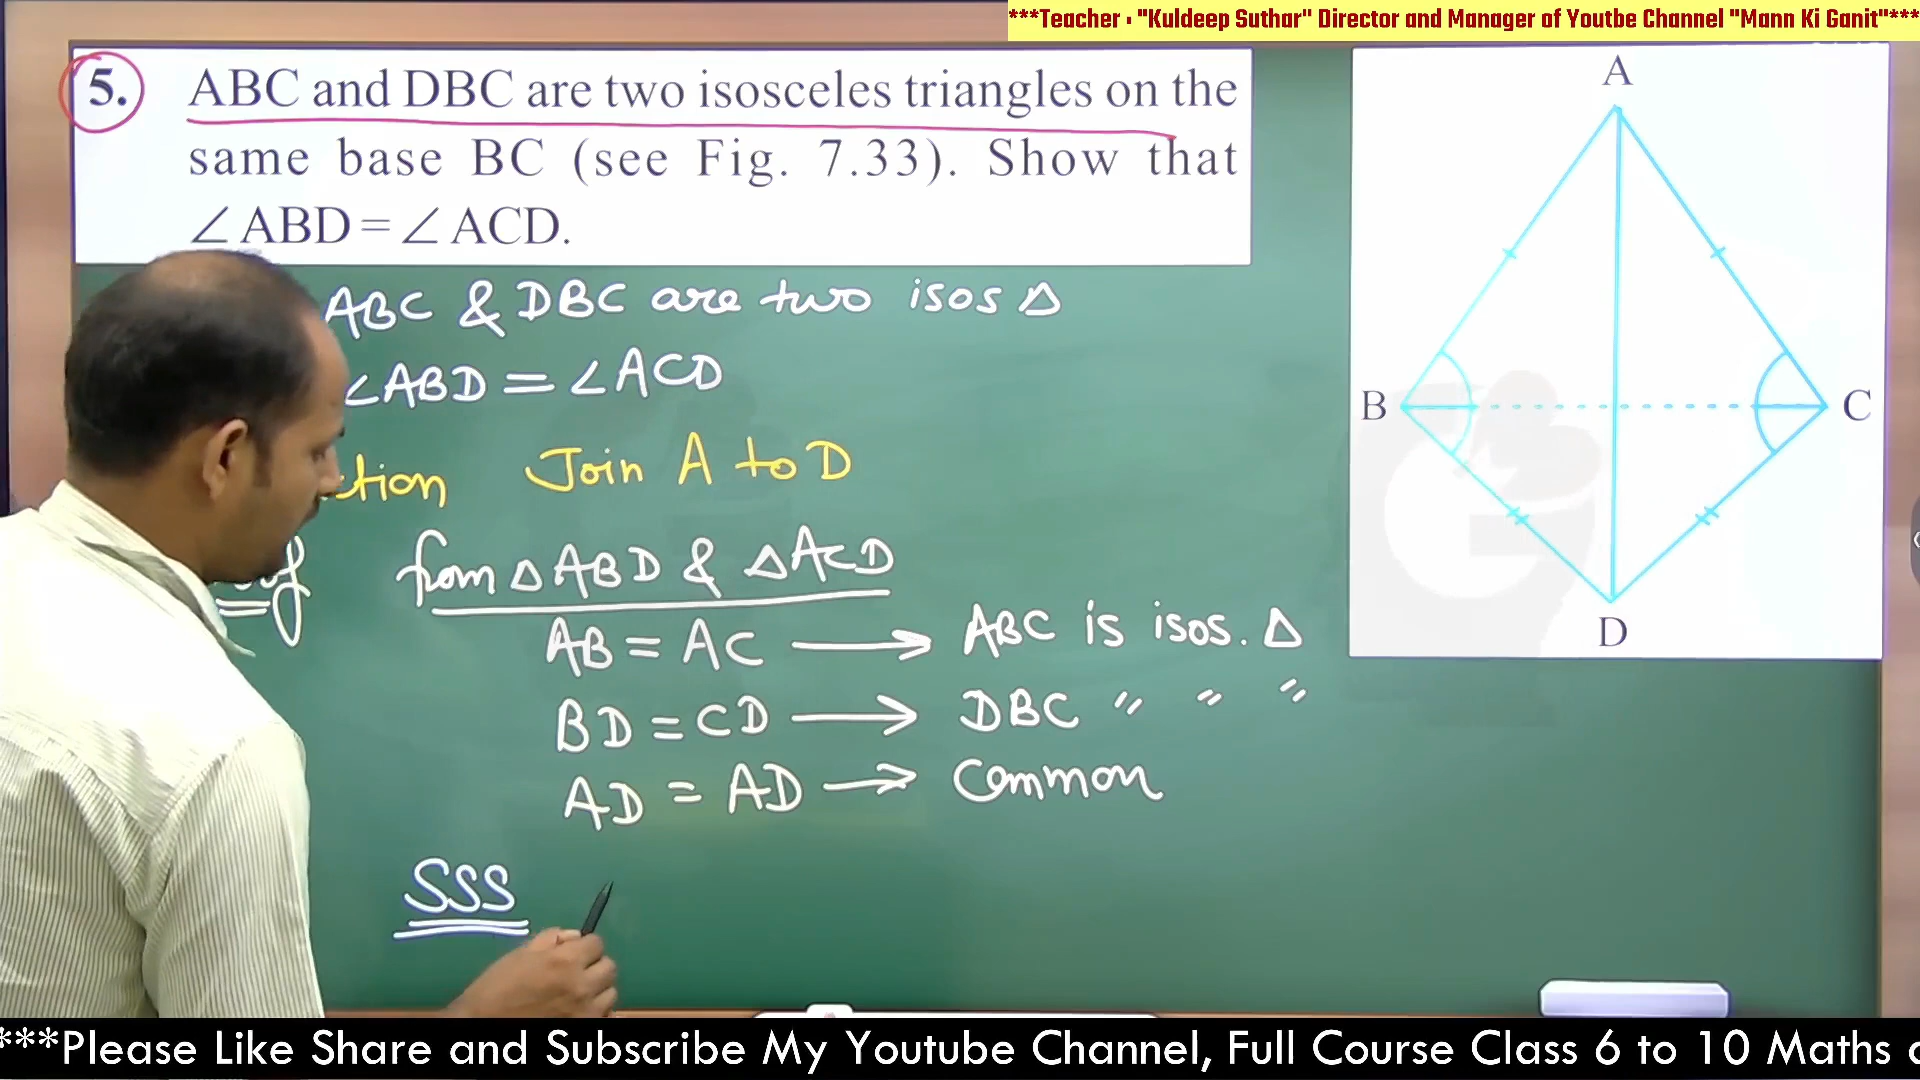 ***Teacher : "Kuldeep Suthar" Director and Manager of Youtbe Channel "Mann Ki Ganit"***
5. ABC and DBC are two isosceles triangles on the
same base BC (see Fig. 7.33). Show that
∠ABD = ∠ACD.
ABC & DBC are two isos Δ
∠ABD = ∠ACD
Join A to D
from Δ ABD & ΔACD
AB = AC → ABC is isos. Δ
BD = CD → DBC " " "
AD = AD → Common
SSS
A
B
C
D
***Please Like Share and Subscribe My Youtube Channel, Full Course Class 6 to 10 Maths